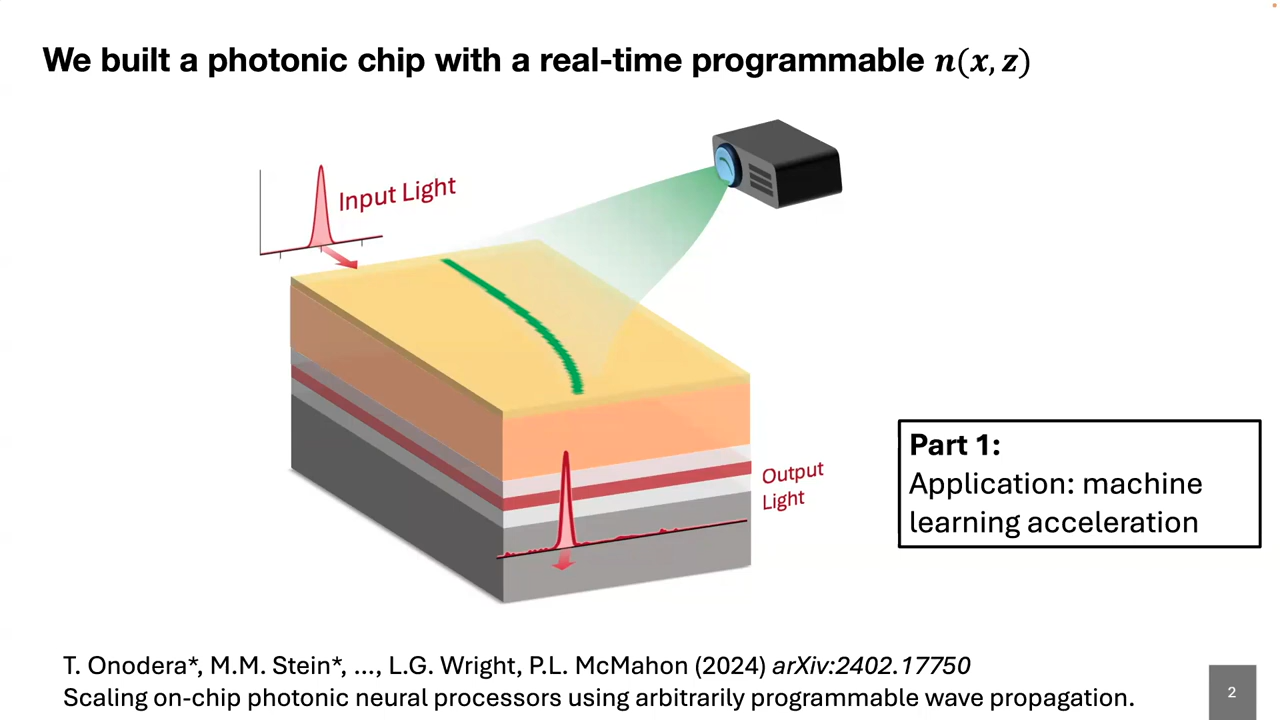 We built a photonic chip with a real-time programmable n(x, z)
Input Light
Output
Light
Part 1:
Application: machine
learning acceleration
T. Onodera*, M.M. Stein*, ..., L.G. Wright, P.L. McMahon (2024) arXiv:2402.17750
Scaling on-chip photonic neural processors using arbitrarily programmable wave propagation.
2